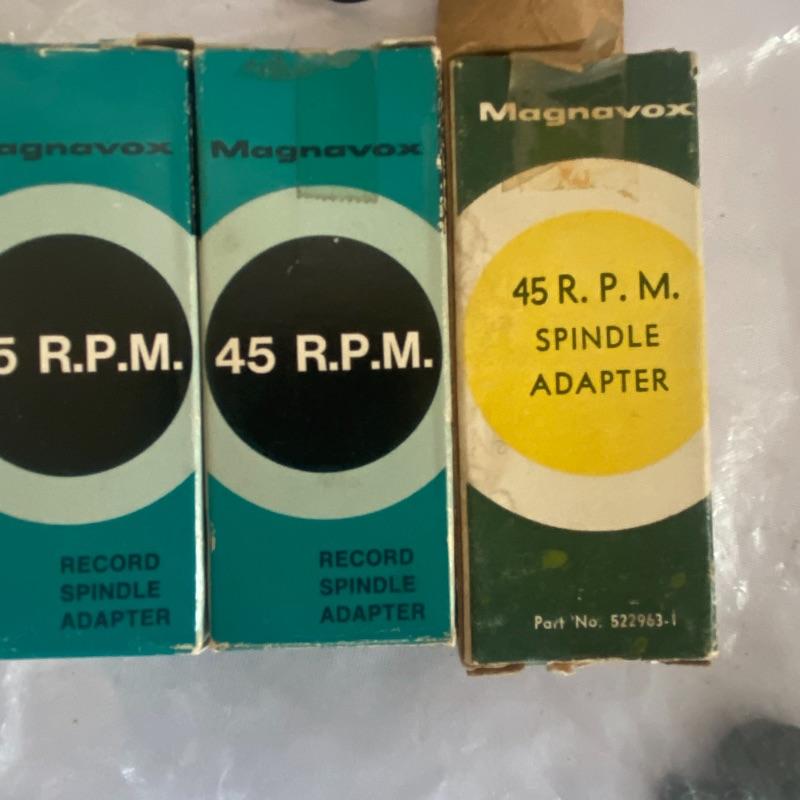 agnavox
5 R.P.M.
RECORD
SPINDLE
ADAPTER
Magnavox
45 R.P.M.
RECORD
SPINDLE
ADAPTER
Magnavox
45 R. P. M.
SPINDLE
ADAPTER
Part No. 522963-1